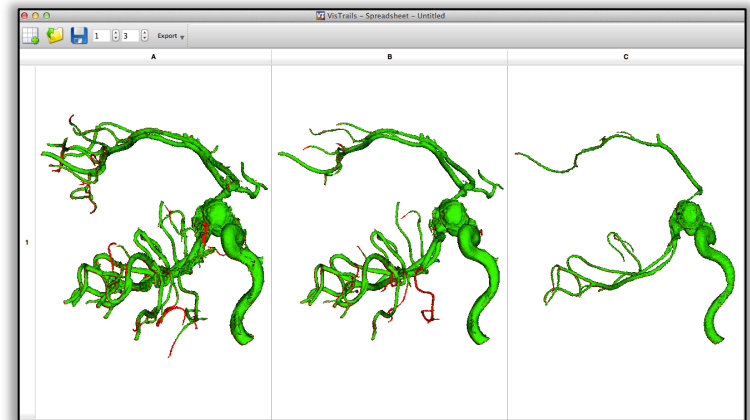 VisTrails – Spreadsheet – Untitled
1 3 Export
A B C
1